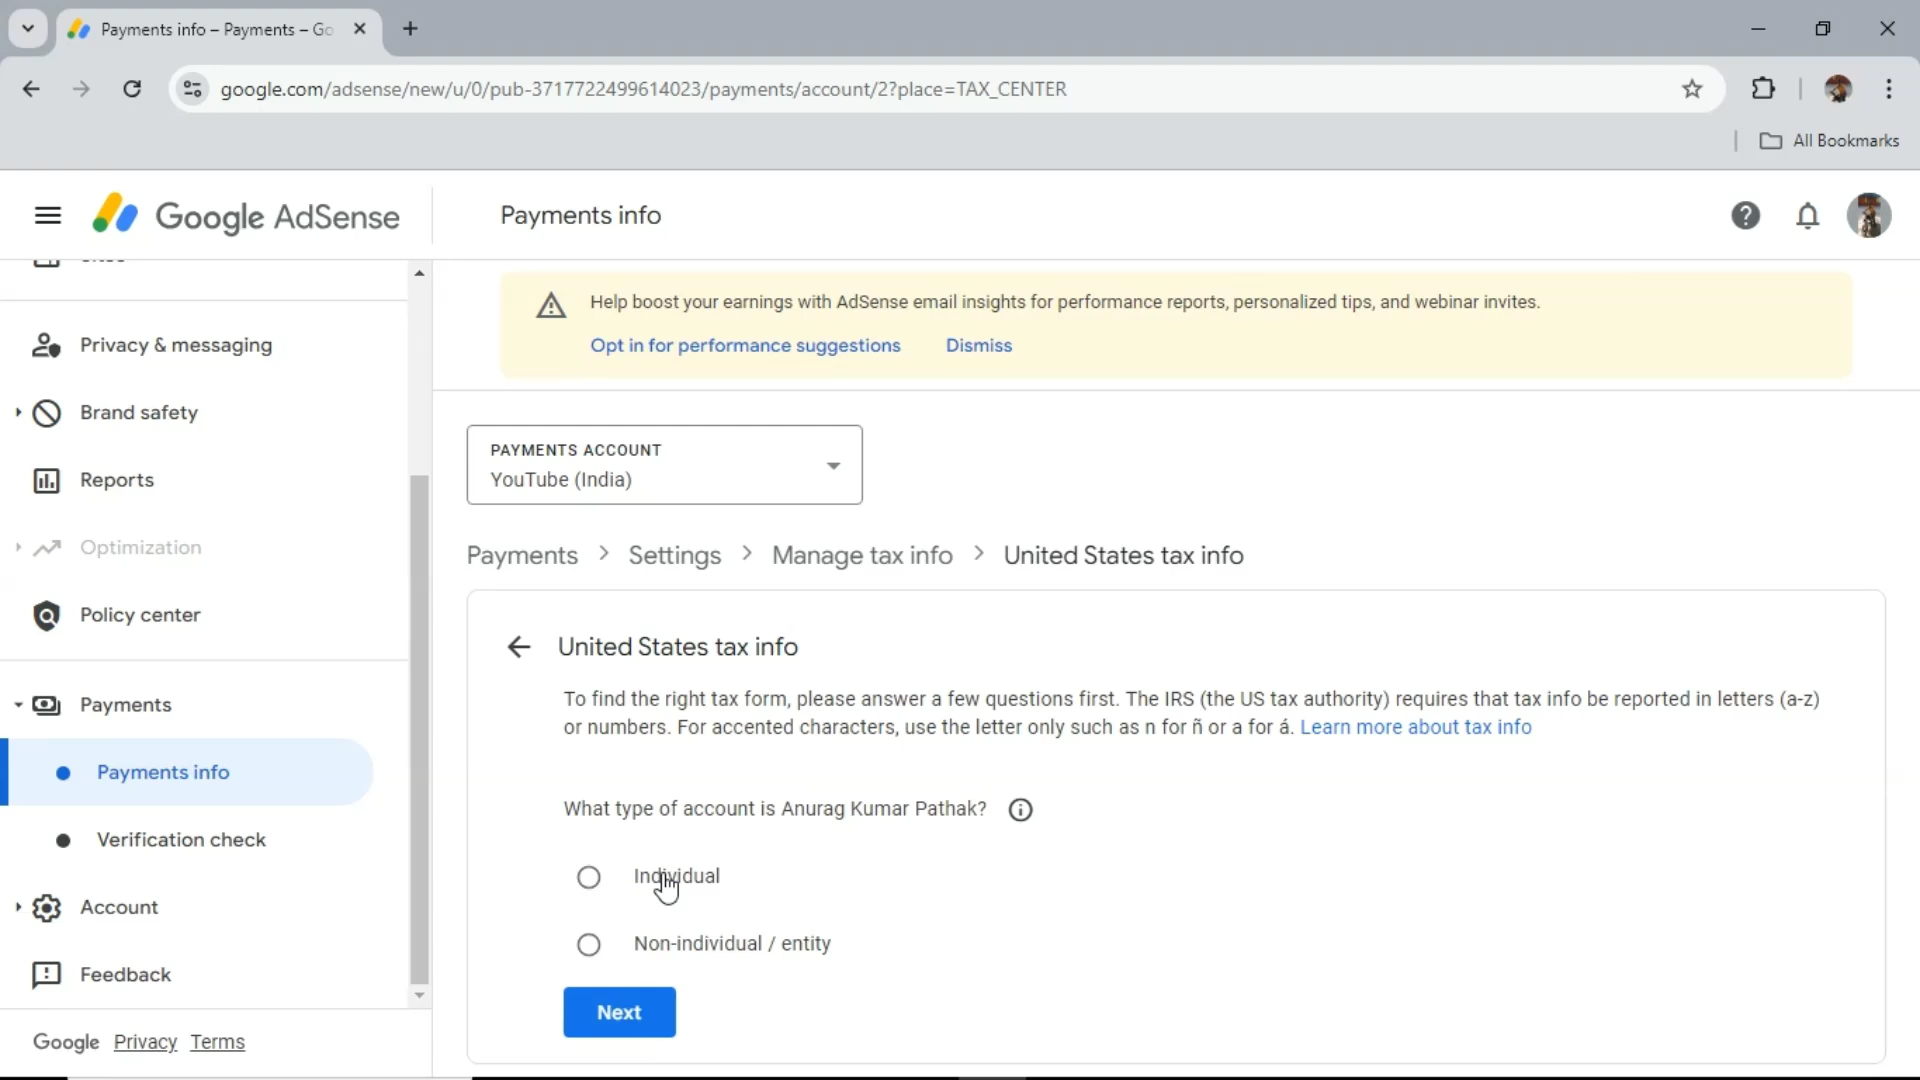 Payments info – Payments – Go
google.com/adsense/new/u/0/pub-3717722499614023/payments/account/2?place=TAX_CENTER
All Bookmarks
Google AdSense
Payments info
Help boost your earnings with AdSense email insights for performance reports, personalized tips, and webinar invites.
Opt in for performance suggestions Dismiss
Privacy & messaging
Brand safety
Reports
Optimization
Policy center
Payments
Payments info
Verification check
Account
Feedback
Google Privacy Terms
PAYMENTS ACCOUNT
YouTube (India)
Payments > Settings > Manage tax info > United States tax info
United States tax info
To find the right tax form, please answer a few questions first. The IRS (the US tax authority) requires that tax info be reported in letters (a-z)
or numbers. For accented characters, use the letter only such as n for ñ or a for á. Learn more about tax info
What type of account is Anurag Kumar Pathak?
Individual
Non-individual / entity
Next